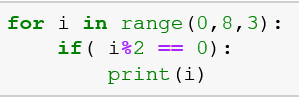 for i in range(0,8,3):
    if( i%2 == 0):
        print(i)